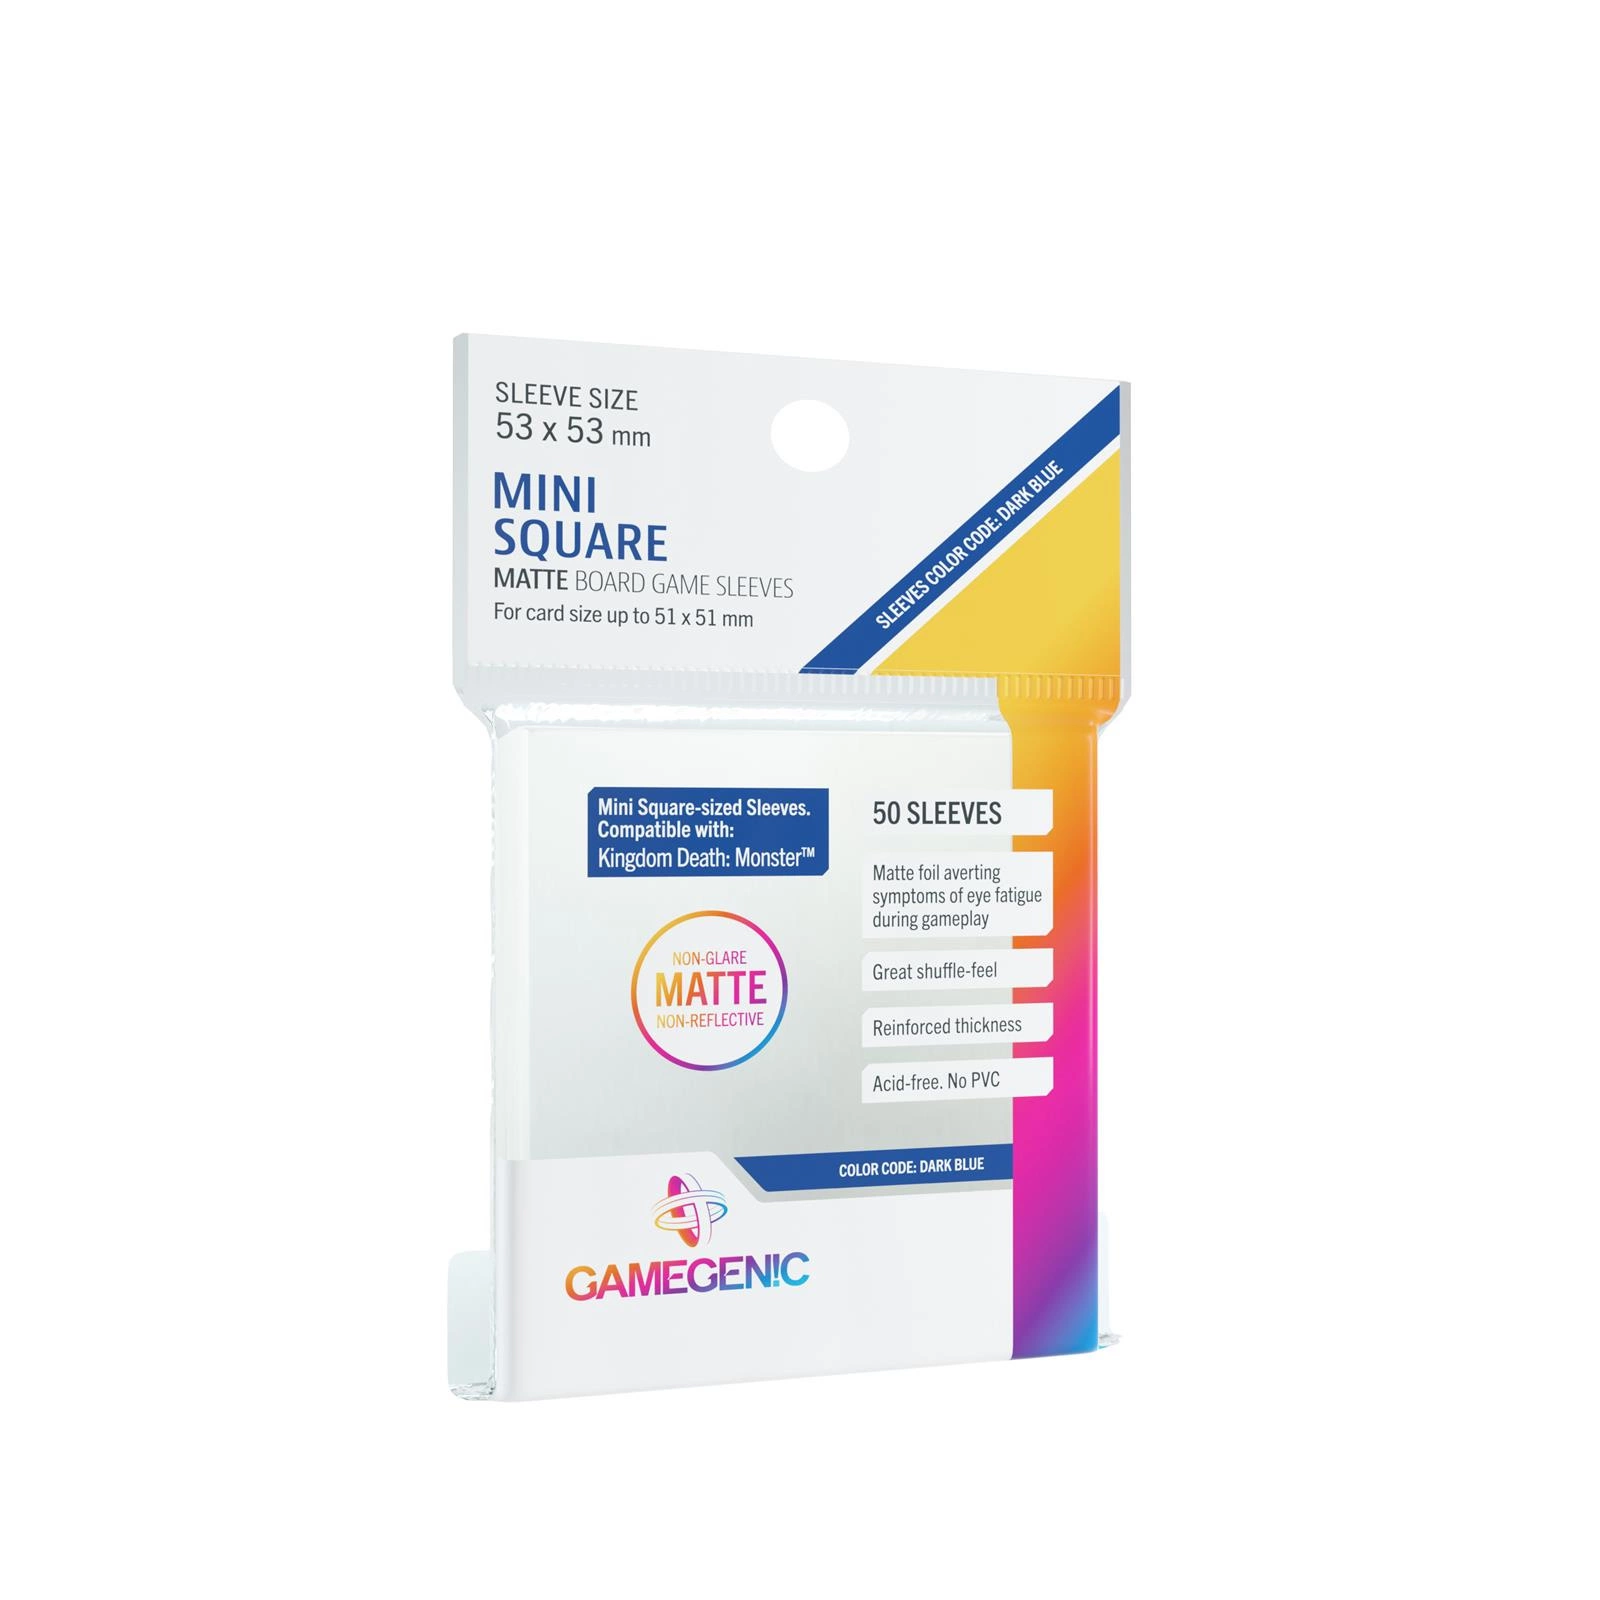 SLEEVE SIZE
53 x 53 mm
MINI
SQUARE
MATTE BOARD GAME SLEEVES
For card size up to 51 x 51 mm
SLEEVES COLOR CODE: DARK BLUE
Mini Square-sized Sleeves.
Compatible with:
Kingdom Death: Monster™
NON-GLARE
MATTE
NON-REFLECTIVE
50 SLEEVES
Matte foil averting
symptoms of eye fatigue
during gameplay
Great shuffle-feel
Reinforced thickness
Acid-free. No PVC
COLOR CODE: DARK BLUE
GAMEGEN!C